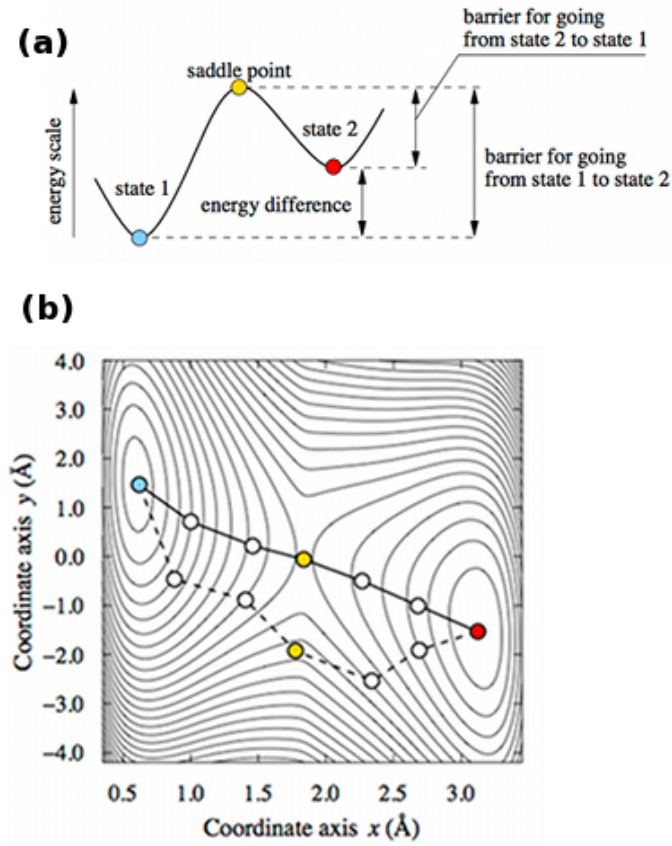 (a)
barrier for going
from state 2 to state 1
saddle point
state 2
energy scale
state 1
barrier for going
from state 1 to state 2
energy difference
(b)
4.0
3.0
2.0
1.0
0.0
−1.0
−2.0
−3.0
−4.0
Coordinate axis y (Å)
0.5 1.0 1.5 2.0 2.5 3.0
Coordinate axis x (Å)